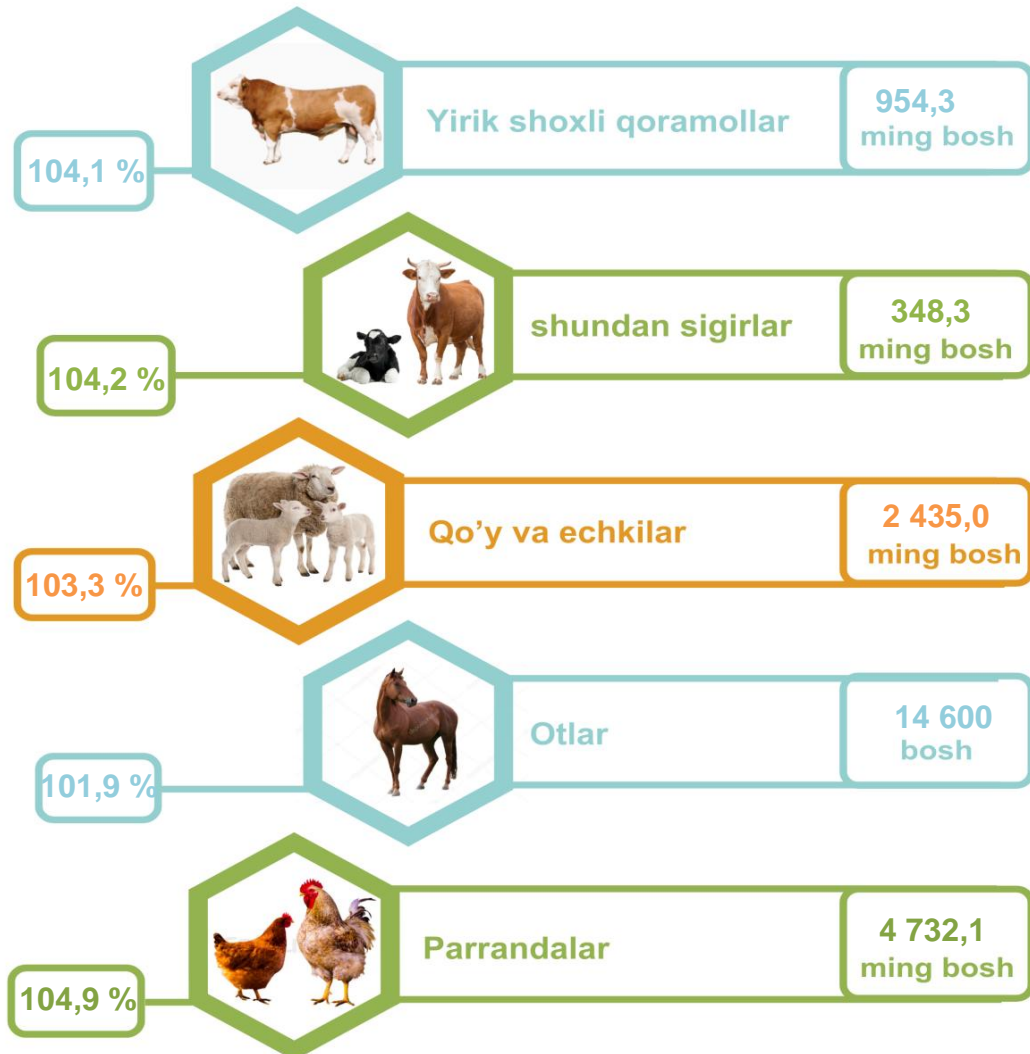 Yirik shoxli qoramollar
954,3
ming bosh
104,1 %
shundan sigirlar
348,3
ming bosh
104,2 %
Qo’y va echkilar
2 435,0
ming bosh
103,3 %
Otlar
14 600
bosh
101,9 %
Parrandalar
4 732,1
ming bosh
104,9 %